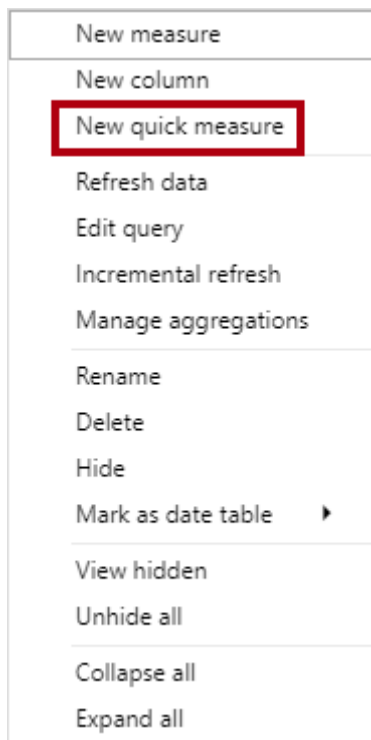 New measure
New column
New quick measure
Refresh data
Edit query
Incremental refresh
Manage aggregations
Rename
Delete
Hide
Mark as date table
View hidden
Unhide all
Collapse all
Expand all